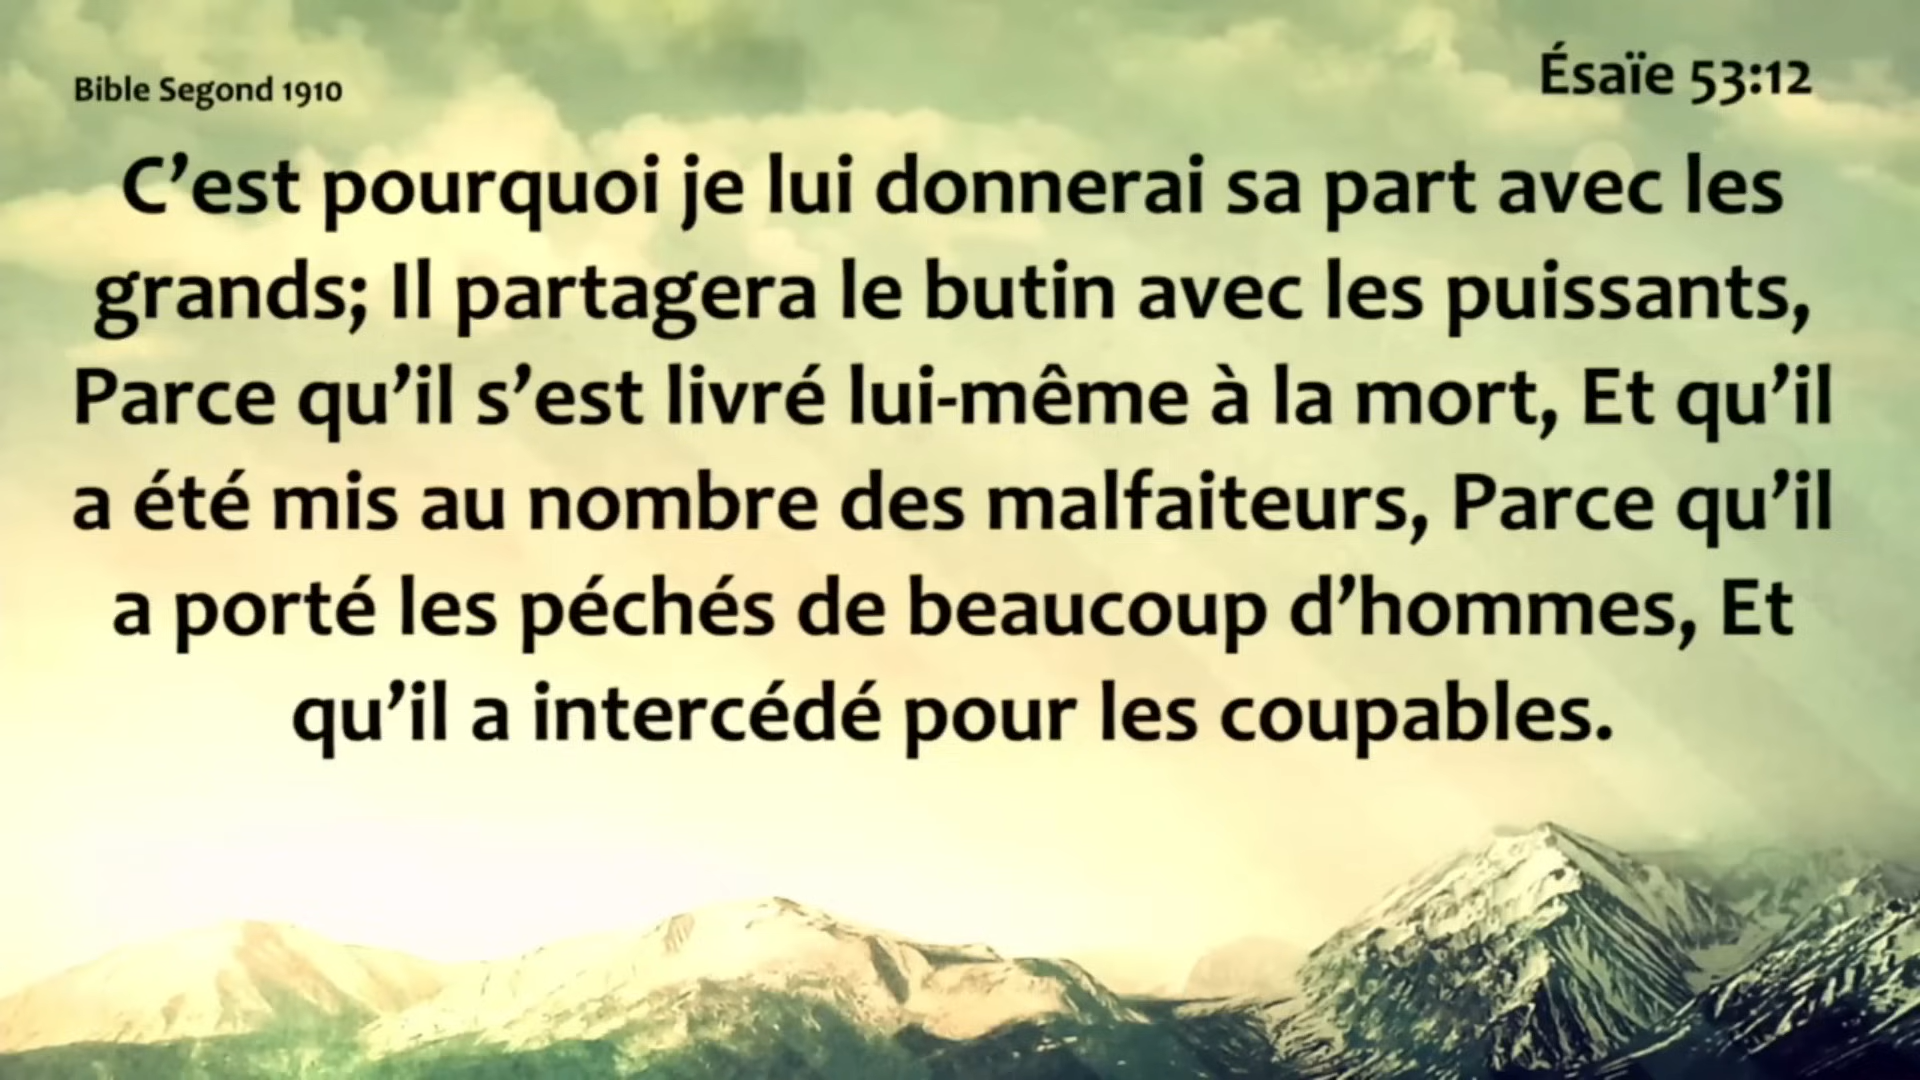 Bible Segond 1910
Ésaïe 53:12
C’est pourquoi je lui donnerai sa part avec les
grands; Il partagera le butin avec les puissants,
Parce qu’il s’est livré lui-même à la mort, Et qu’il
a été mis au nombre des malfaiteurs, Parce qu’il
a porté les péchés de beaucoup d’hommes, Et
qu’il a intercédé pour les coupables.